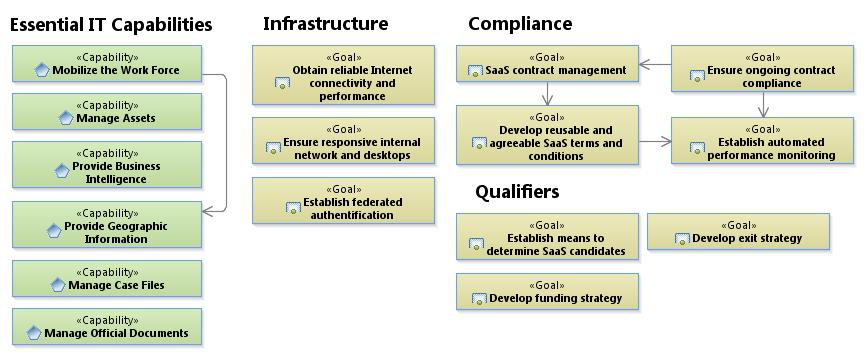 Essential IT Capabilities
«Capability»
Mobilize the Work Force
«Capability»
Manage Assets
«Capability»
Provide Business
Intelligence
«Capability»
Provide Geographic
Information
«Capability»
Manage Case Files
«Capability»
Manage Official Documents
Infrastructure
«Goal»
Obtain reliable Internet
connectivity and
performance
«Goal»
Ensure responsive internal
network and desktops
«Goal»
Establish federated
authentification
Compliance
«Goal»
SaaS contract management
«Goal»
Ensure ongoing contract
compliance
«Goal»
Develop reusable and
agreeable SaaS terms and
conditions
«Goal»
Establish automated
performance monitoring
Qualifiers
«Goal»
Establish means to
determine SaaS candidates
«Goal»
Develop exit strategy
«Goal»
Develop funding strategy